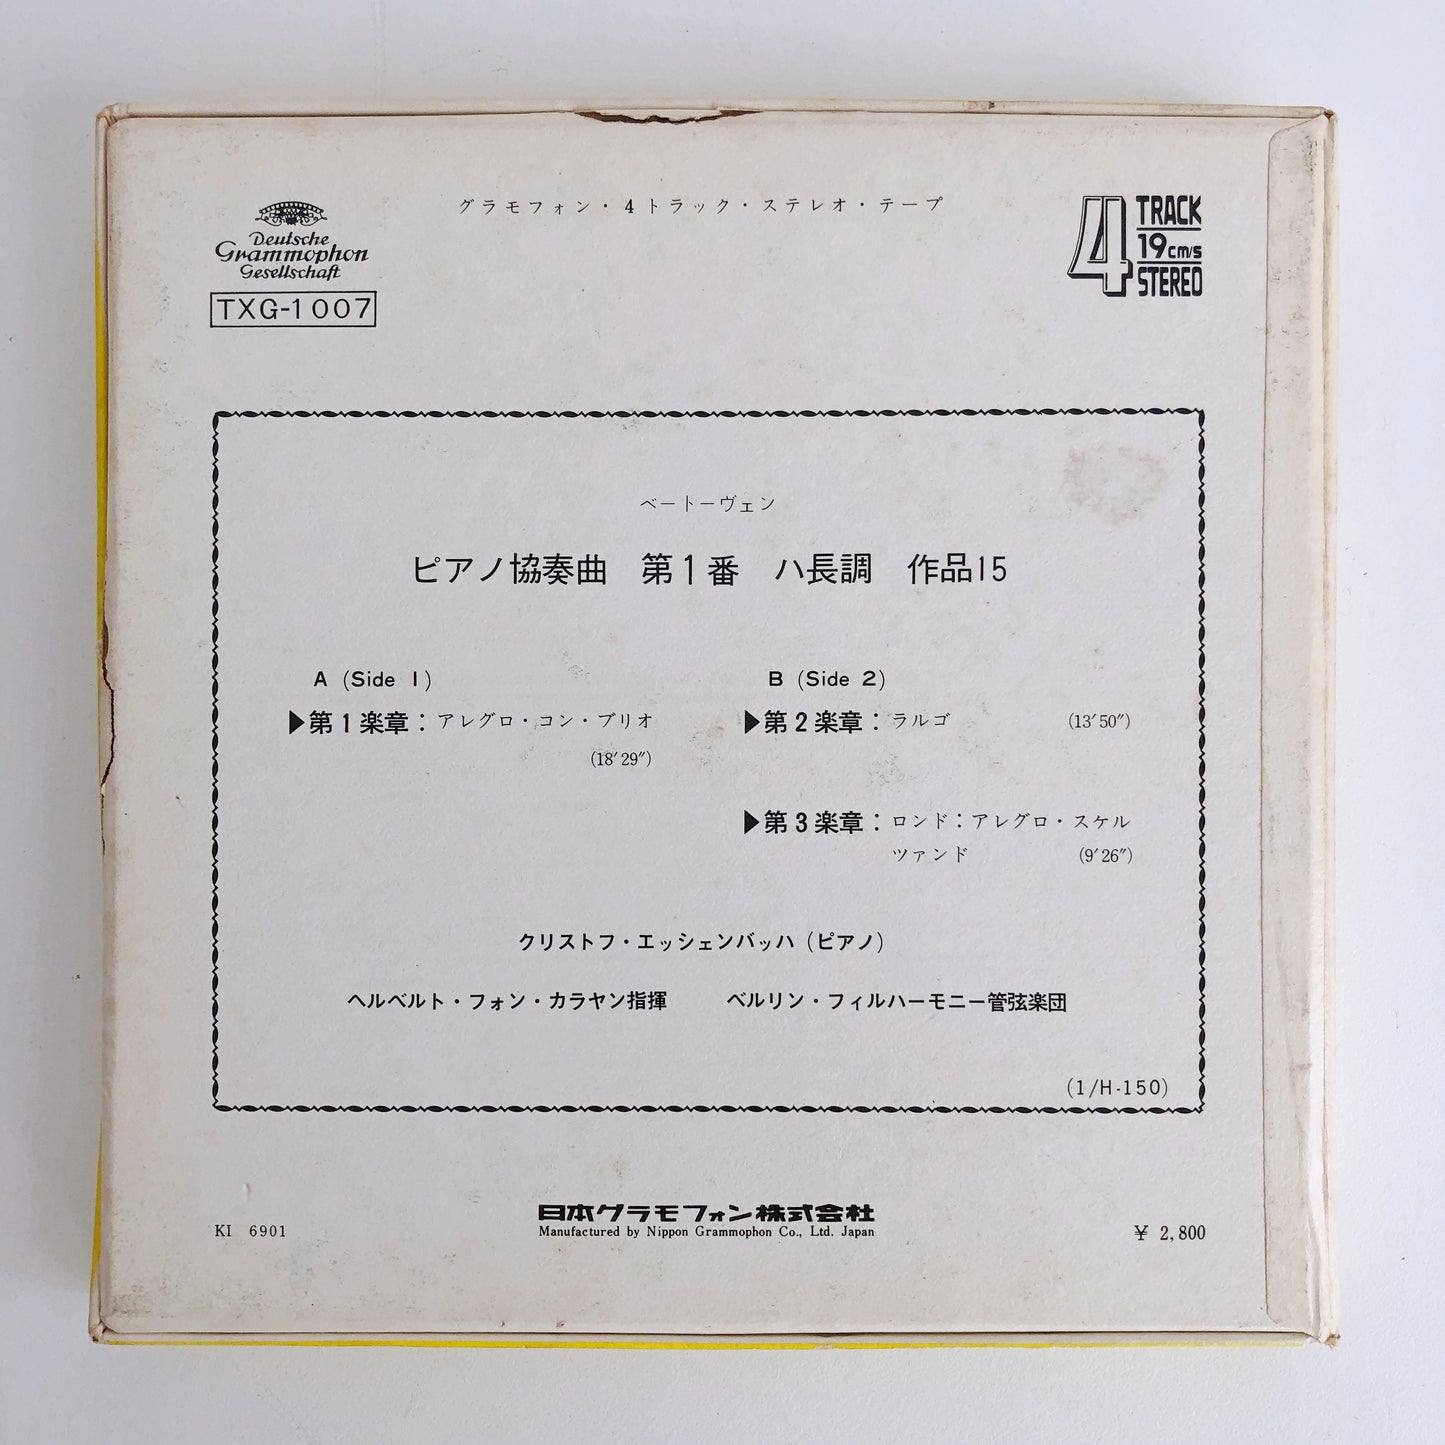 グラモフォン・4トラック・ステレオ・テープ
Deutsche
Grammophon
Gesellschaft
TXG-1007
4 TRACK
19cm/s
STEREO
ベートーヴェン
ピアノ協奏曲 第1番 ハ長調 作品15
A (Side 1)
▶第1楽章：アレグロ・コン・ブリオ
(18′29″)
B (Side 2)
▶第2楽章：ラルゴ (13′50″)
▶第3楽章：ロンド：アレグロ・スケル
ツァンド (9′26″)
クリストフ・エッシェンバッハ（ピアノ）
ヘルベルト・フォン・カラヤン指揮 ベルリン・フィルハーモニー管弦楽団
(1/H-150)
KI 6901
日本グラモフォン株式会社
Manufactured by Nippon Grammophon Co., Ltd. Japan
¥ 2,800